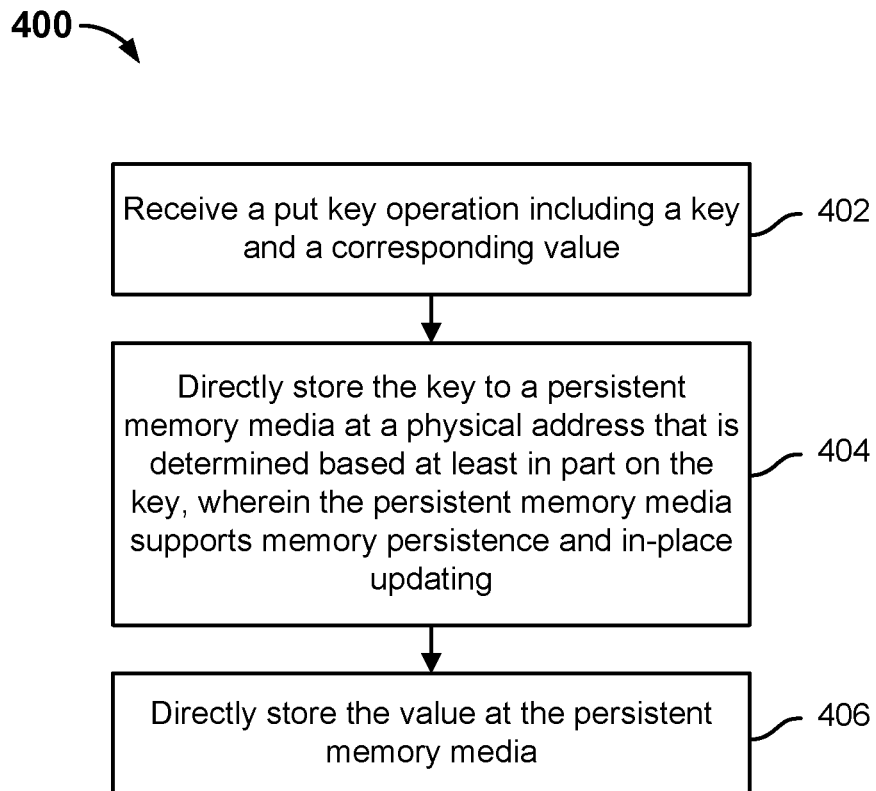 400
Receive a put key operation including a key
and a corresponding value
402
Directly store the key to a persistent
memory media at a physical address that is
determined based at least in part on the
key, wherein the persistent memory media
supports memory persistence and in-place
updating
404
Directly store the value at the persistent
memory media
406